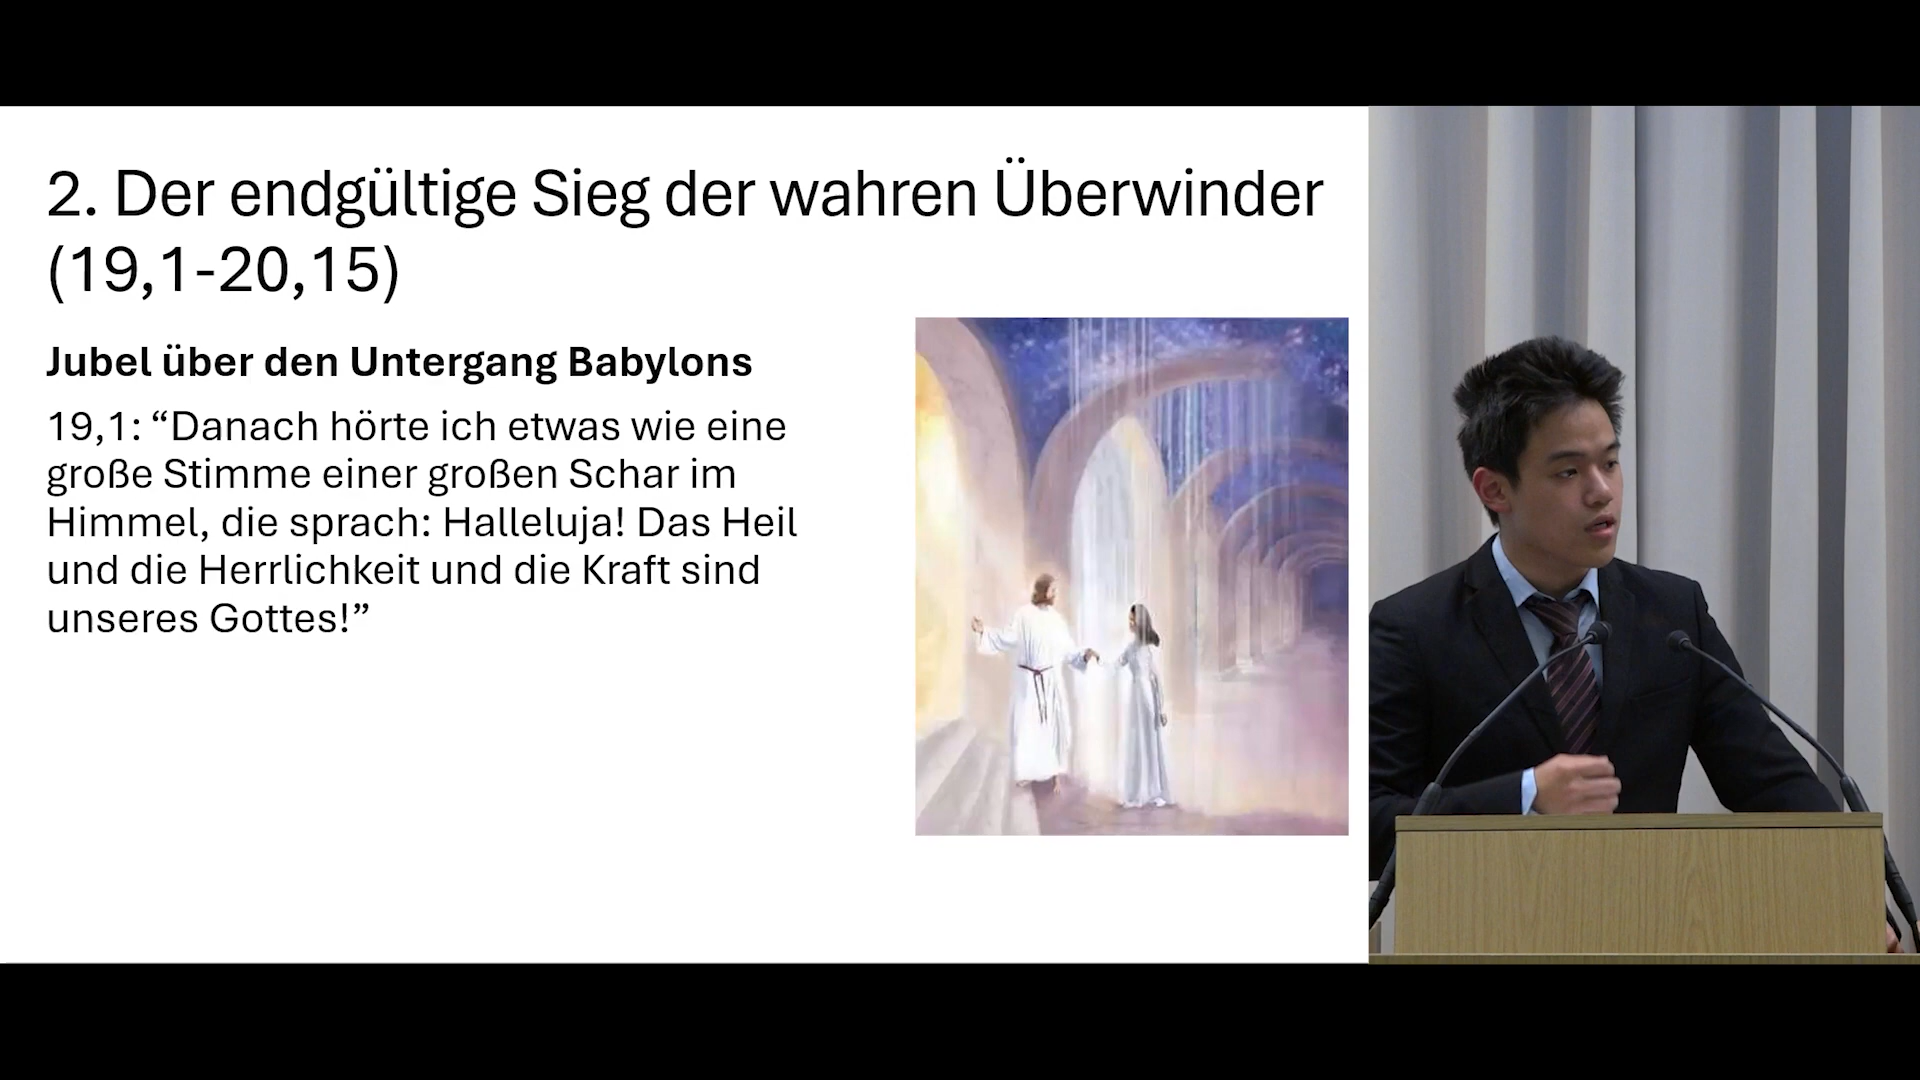 2. Der endgültige Sieg der wahren Überwinder
(19,1-20,15)
Jubel über den Untergang Babylons
19,1: “Danach hörte ich etwas wie eine
große Stimme einer großen Schar im
Himmel, die sprach: Halleluja! Das Heil
und die Herrlichkeit und die Kraft sind
unseres Gottes!”